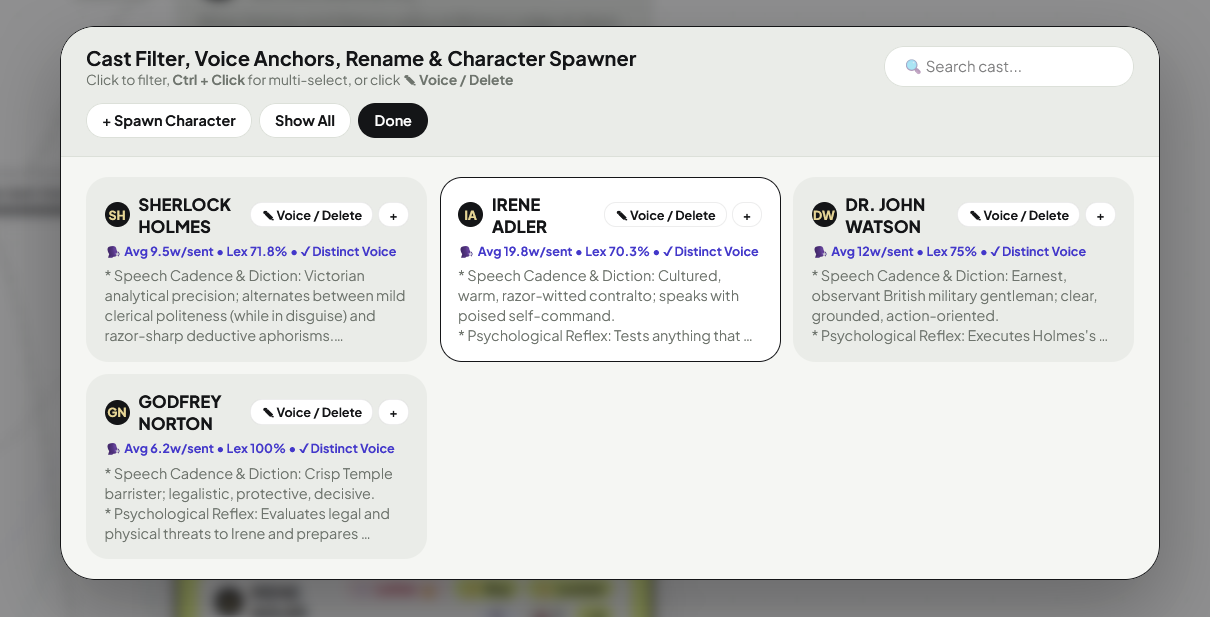 Cast Filter, Voice Anchors, Rename & Character Spawner
Click to filter, Ctrl + Click for multi-select, or click ✎ Voice / Delete
🔍 Search cast...
+ Spawn Character
Show All
Done
SH
SHERLOCK
HOLMES
✎ Voice / Delete
+
🗣 Avg 9.5w/sent • Lex 71.8% • ✓ Distinct Voice
* Speech Cadence & Diction: Victorian
analytical precision; alternates between mild
clerical politeness (while in disguise) and
razor-sharp deductive aphorisms....
IA
IRENE
ADLER
✎ Voice / Delete
+
🗣 Avg 19.8w/sent • Lex 70.3% • ✓ Distinct Voice
* Speech Cadence & Diction: Cultured,
warm, razor-witted contralto; speaks with
poised self-command.
* Psychological Reflex: Tests anything that ...
DW
DR. JOHN
WATSON
✎ Voice / Delete
+
🗣 Avg 12w/sent • Lex 75% • ✓ Distinct Voice
* Speech Cadence & Diction: Earnest,
observant British military gentleman; clear,
grounded, action-oriented.
* Psychological Reflex: Executes Holmes's ...
GN
GODFREY
NORTON
✎ Voice / Delete
+
🗣 Avg 6.2w/sent • Lex 100% • ✓ Distinct Voice
* Speech Cadence & Diction: Crisp Temple
barrister; legalistic, protective, decisive.
* Psychological Reflex: Evaluates legal and
physical threats to Irene and prepares ...